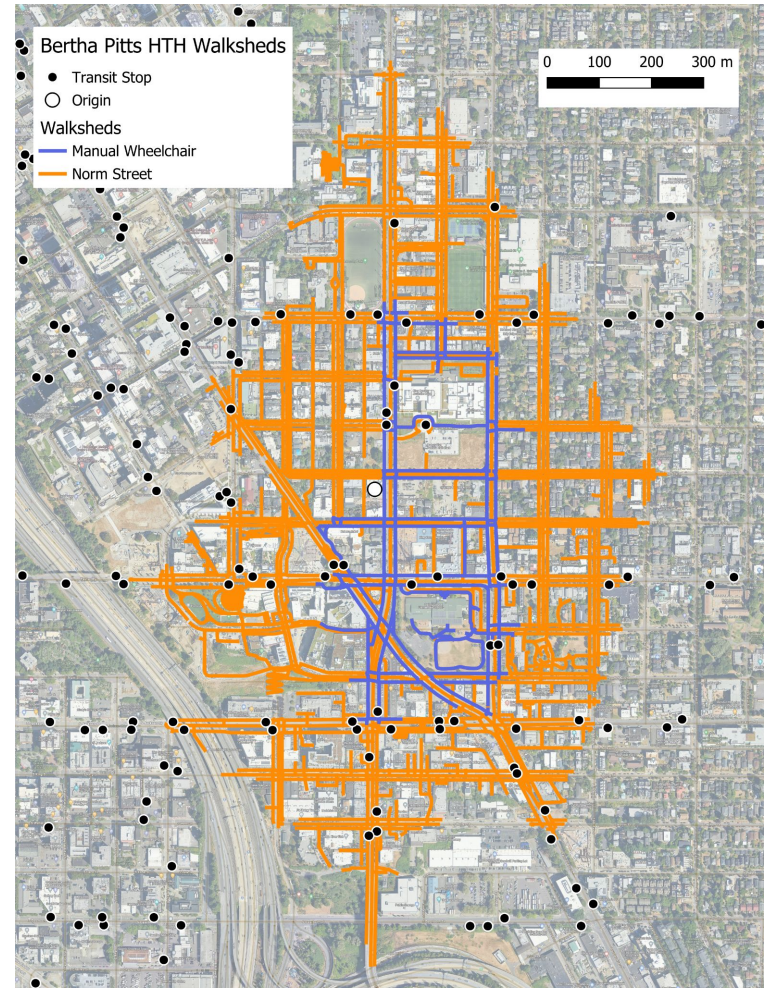 Bertha Pitts HTH Walksheds
Transit Stop
Origin
Walksheds
Manual Wheelchair
Norm Street
0 100 200 300 m